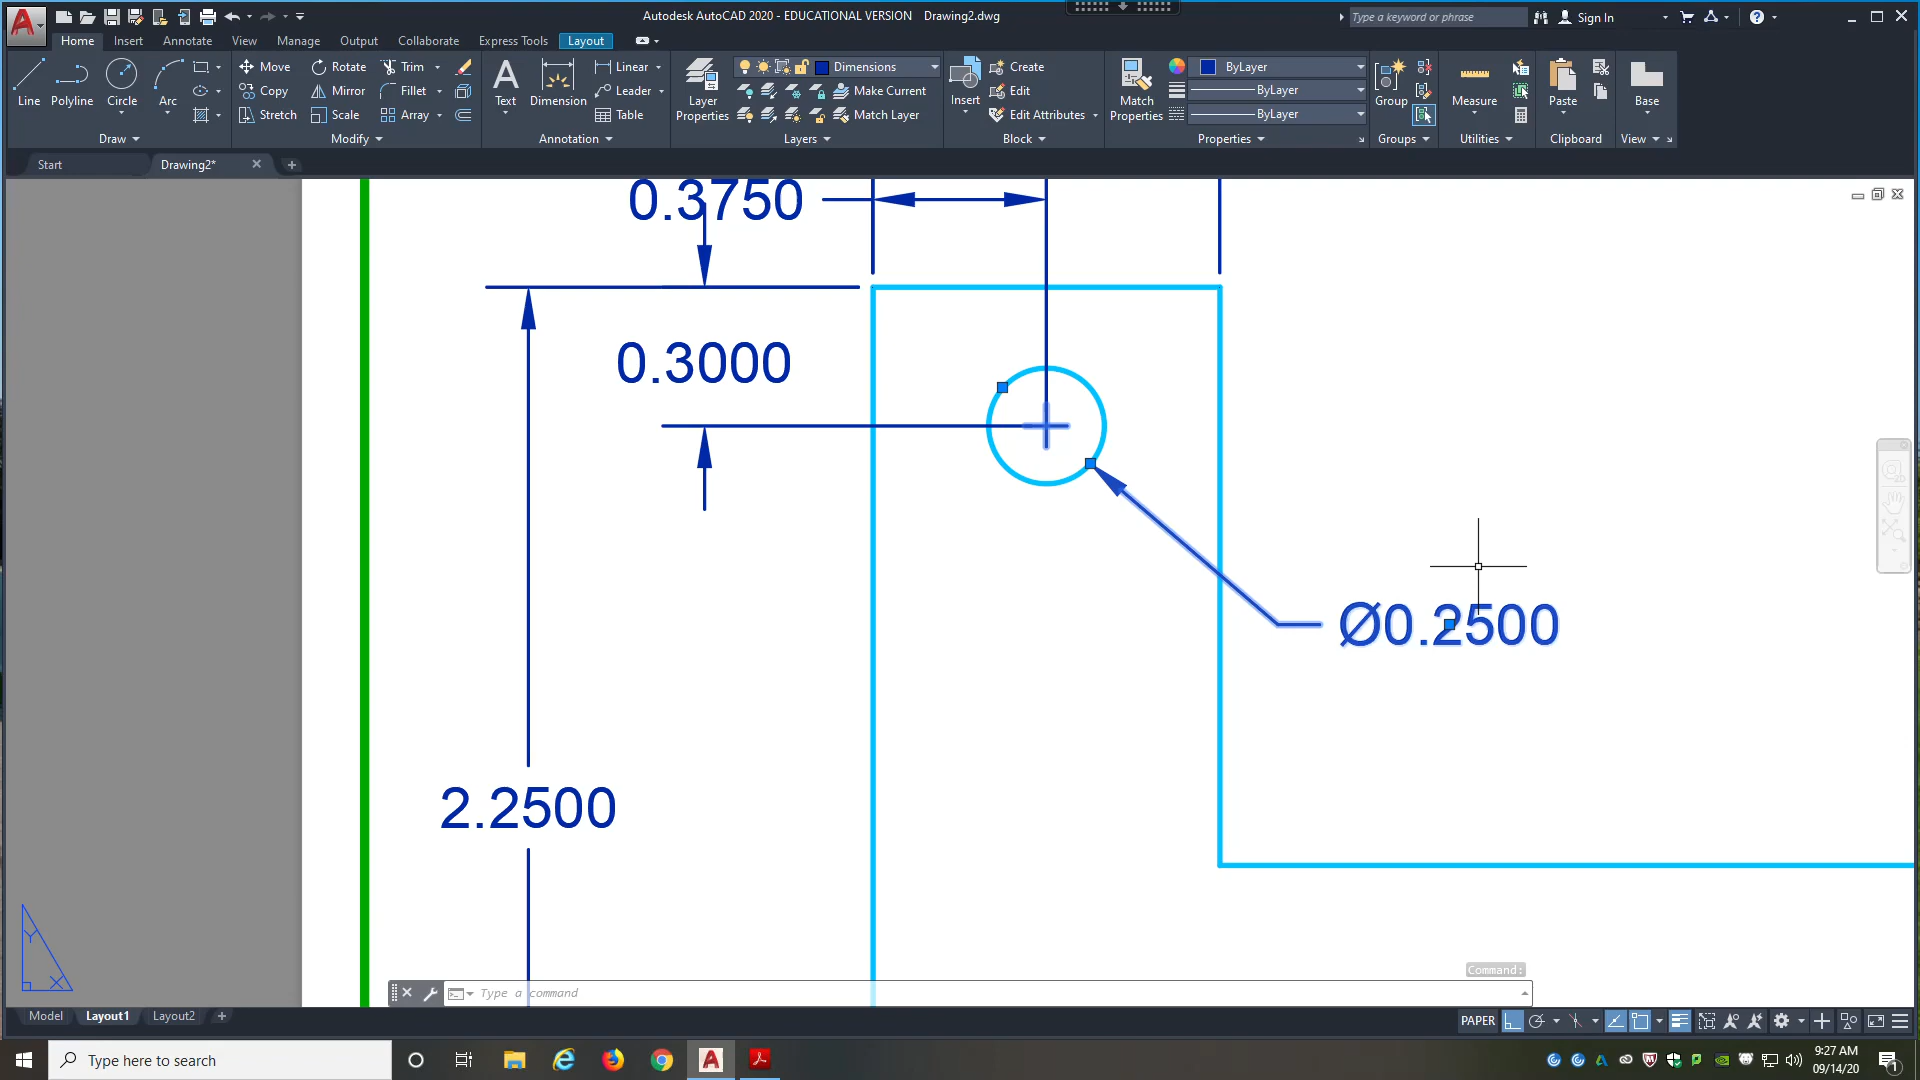 Autodesk AutoCAD 2020 - EDUCATIONAL VERSION Drawing2.dwg
Type a keyword or phrase
Sign In
Home Insert Annotate View Manage Output Collaborate Express Tools Layout
Line Polyline Circle Arc
Draw
Move Rotate Trim
Copy Mirror Fillet
Stretch Scale Array
Modify
Text Dimension
Linear
Leader
Table
Annotation
Layer Properties
Dimensions
Make Current
Match Layer
Layers
Insert
Create
Edit
Edit Attributes
Block
Match Properties
ByLayer
ByLayer
ByLayer
Properties
Group
Groups
Measure
Utilities
Paste
Clipboard
Base
View
Start Drawing2*
0.3750
0.3000
Ø0.2500
2.2500
Y
X
Command:
Type a command
Model Layout1 Layout2
PAPER
Type here to search
9:27 AM
09/14/20
1